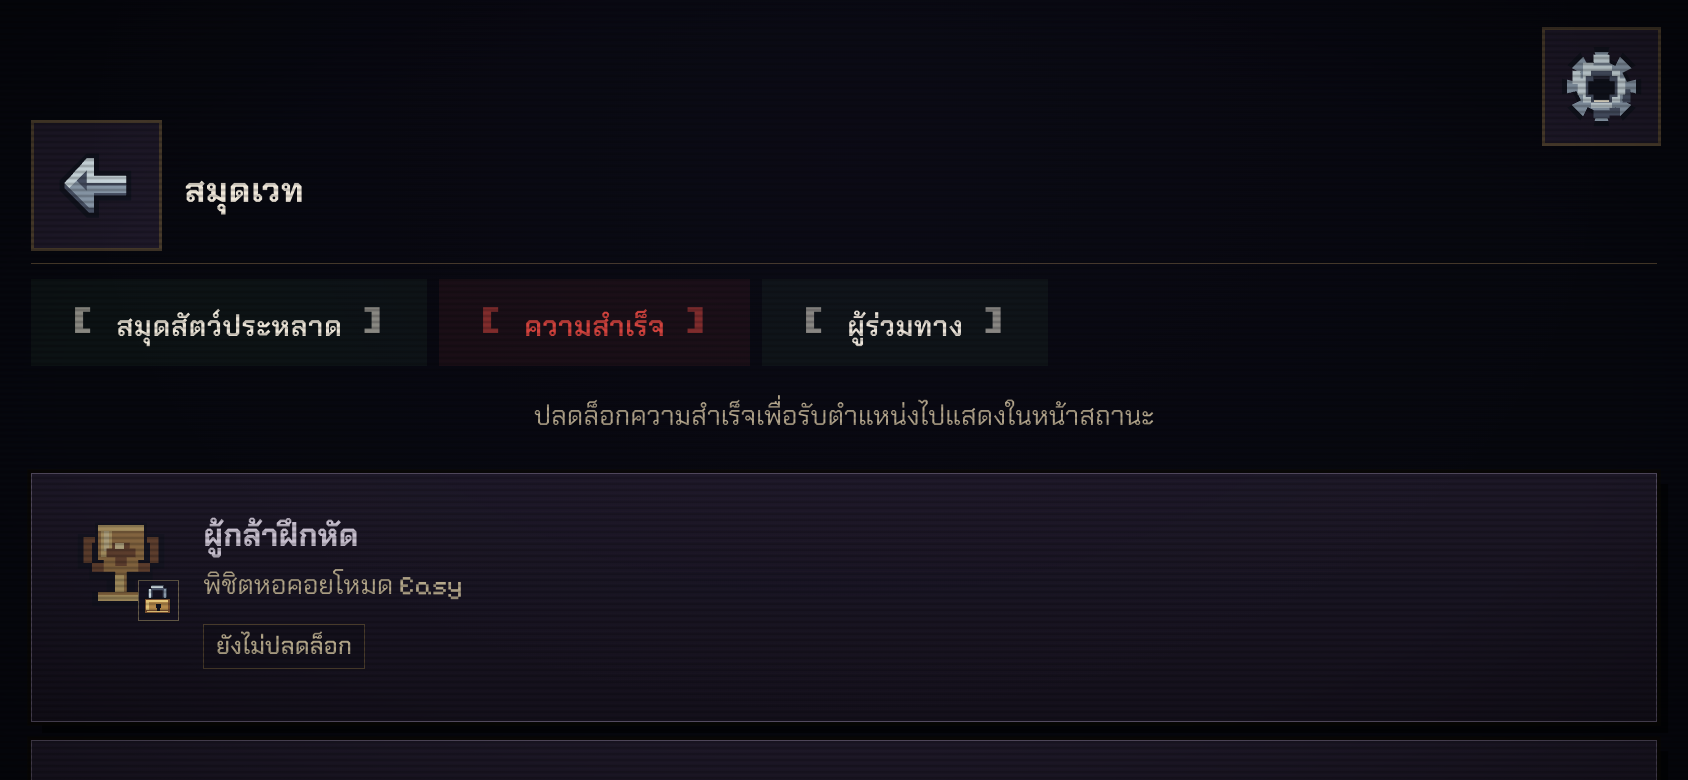 สมุดเวท
[ สมุดสัตว์ประหลาด ] [ ความสำเร็จ ] [ ผู้ร่วมทาง ]
ปลดล็อกความสำเร็จเพื่อรับตำแหน่งไปแสดงในหน้าสถานะ
ผู้กล้าฝึกหัด
พิชิตหอคอยโหมด Easy
ยังไม่ปลดล็อก